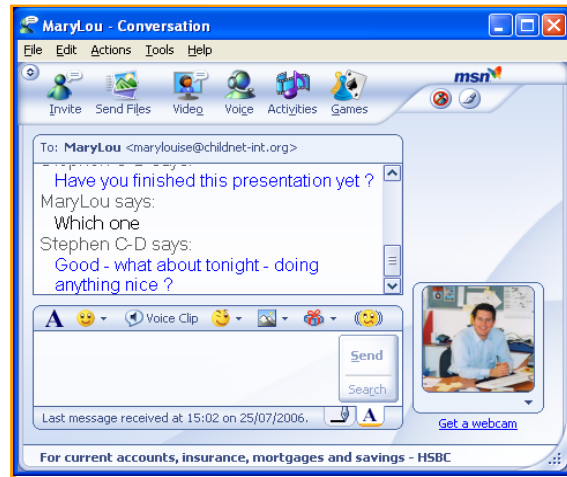 MaryLou - Conversation
File Edit Actions Tools Help
msn
Invite Send Files Video Voice Activities Games
To: MaryLou <marylouise@childnet-int.org>
Stephen C-D says:
Have you finished this presentation yet ?
MaryLou says:
Which one
Stephen C-D says:
Good - what about tonight - doing
anything nice ?
A Voice Clip
Send
Search
Last message received at 15:02 on 25/07/2006.
A
Get a webcam
For current accounts, insurance, mortgages and savings - HSBC